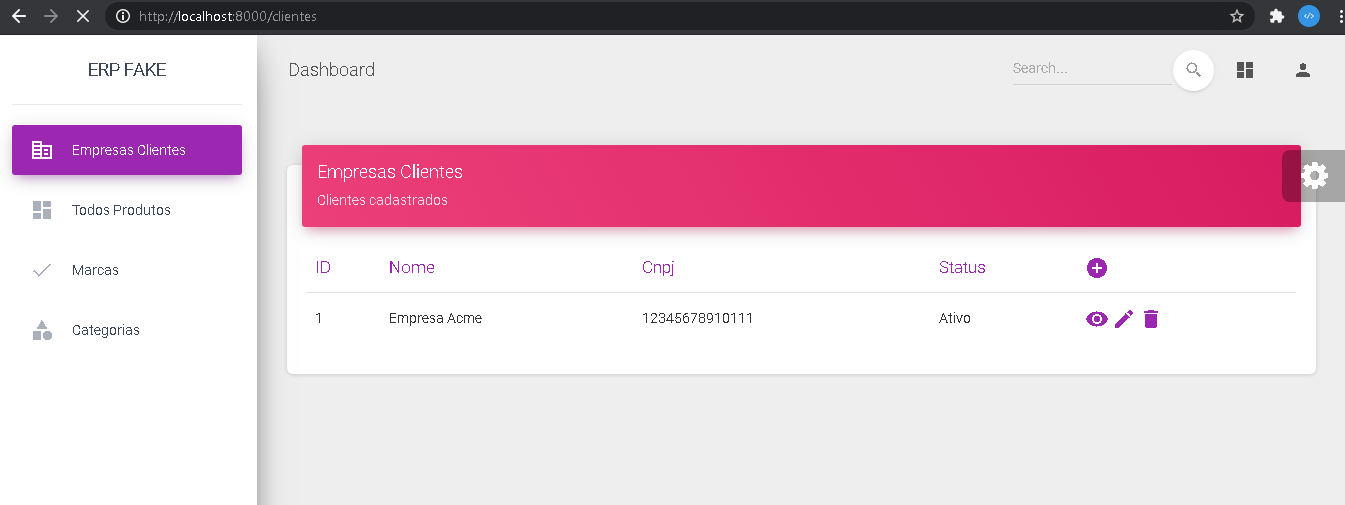 http://localhost:8000/clientes
ERP FAKE
Dashboard
Search...
Empresas Clientes
Todos Produtos
Marcas
Categorias
Empresas Clientes
Clientes cadastrados
ID Nome Cnpj Status
1 Empresa Acme 12345678910111 Ativo